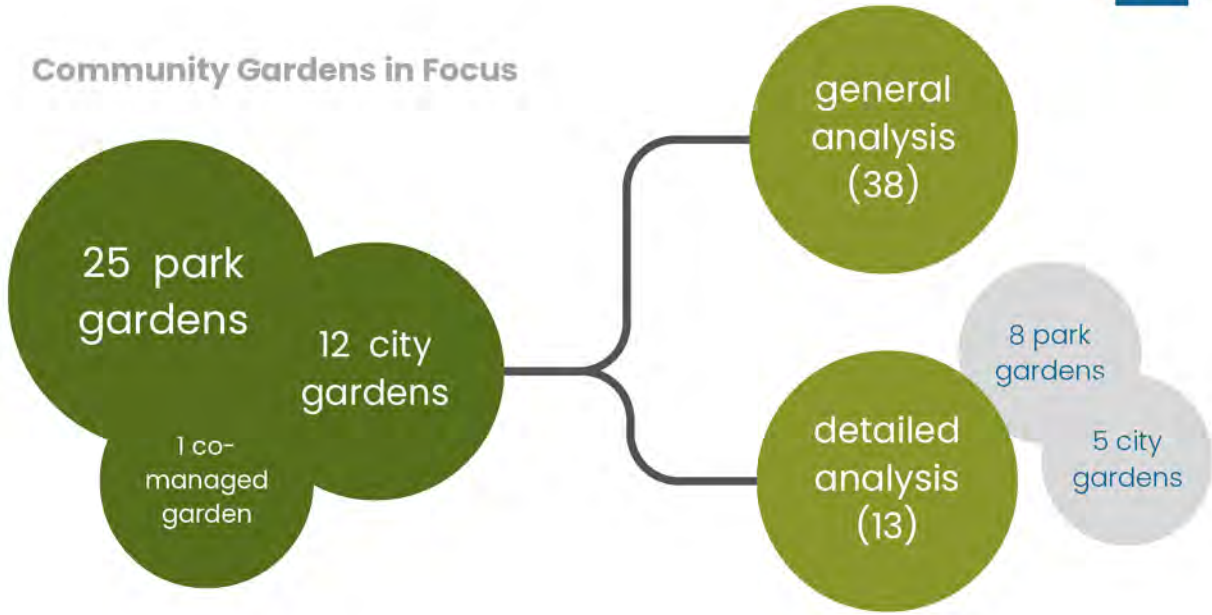 Community Gardens in Focus
25 park
gardens
12 city
gardens
1 co-
managed
garden
general
analysis
(38)
detailed
analysis
(13)
8 park
gardens
5 city
gardens